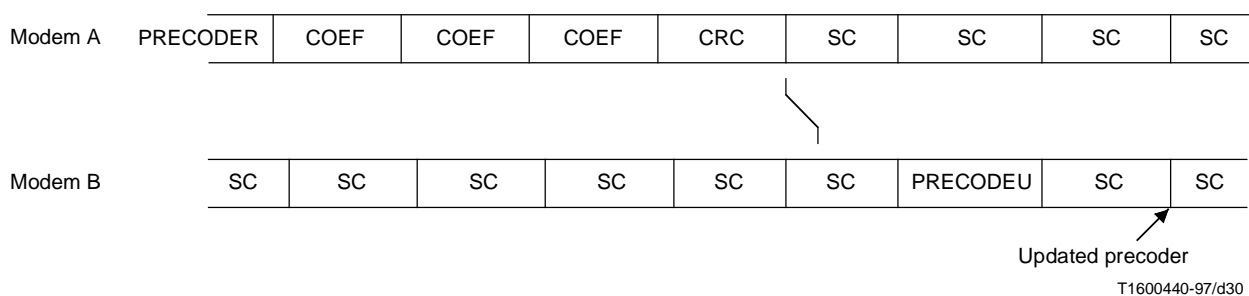 Modem A PRECODER COEF COEF COEF CRC SC SC SC SC
Modem B SC SC SC SC SC SC PRECODEU SC SC
Updated precoder
T1600440-97/d30